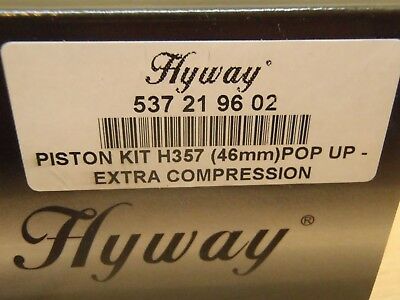 Hyway®
537 21 96 02
PISTON KIT H357 (46mm)POP UP -
EXTRA COMPRESSION
Hyway®